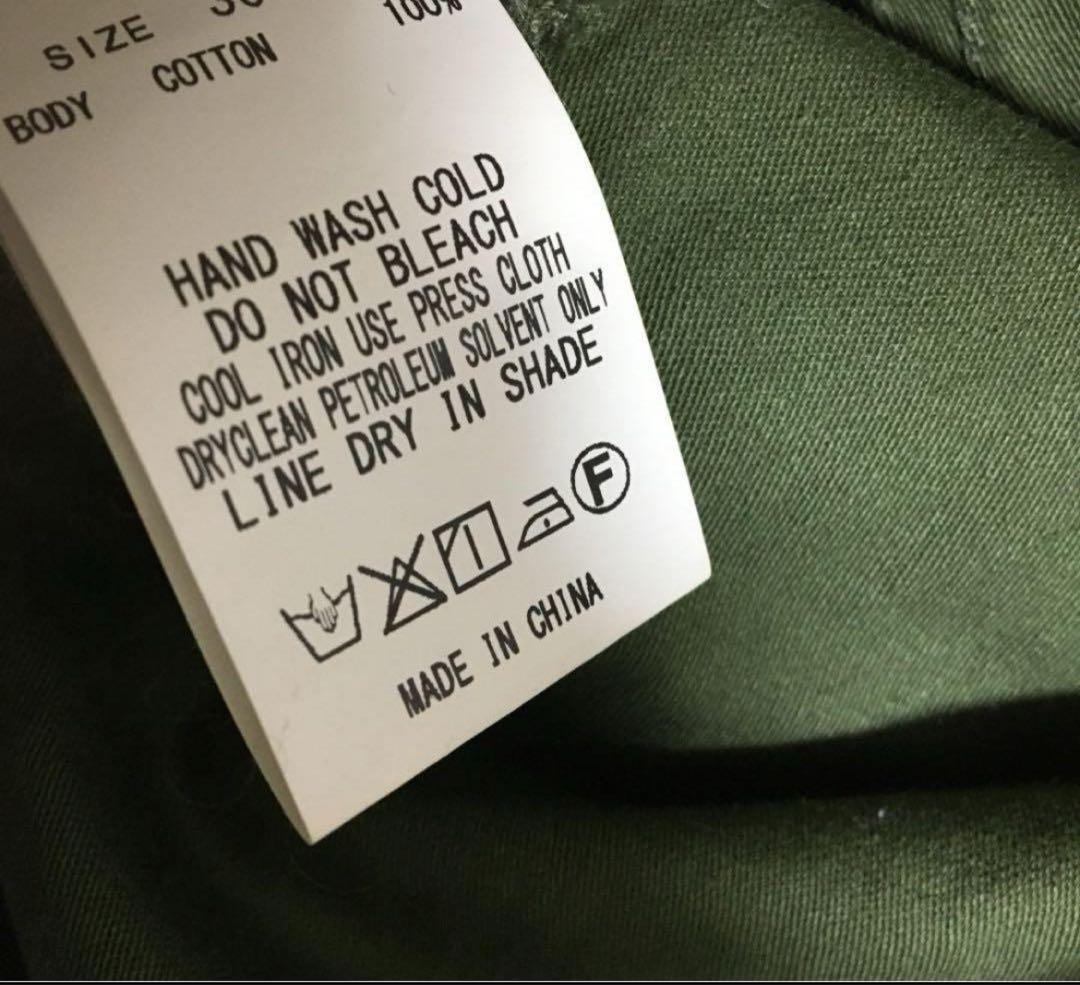 SIZE
BODY COTTON 100%
HAND WASH COLD
DO NOT BLEACH
COOL IRON USE PRESS CLOTH
DRYCLEAN PETROLEUM SOLVENT ONLY
LINE DRY IN SHADE
F
MADE IN CHINA